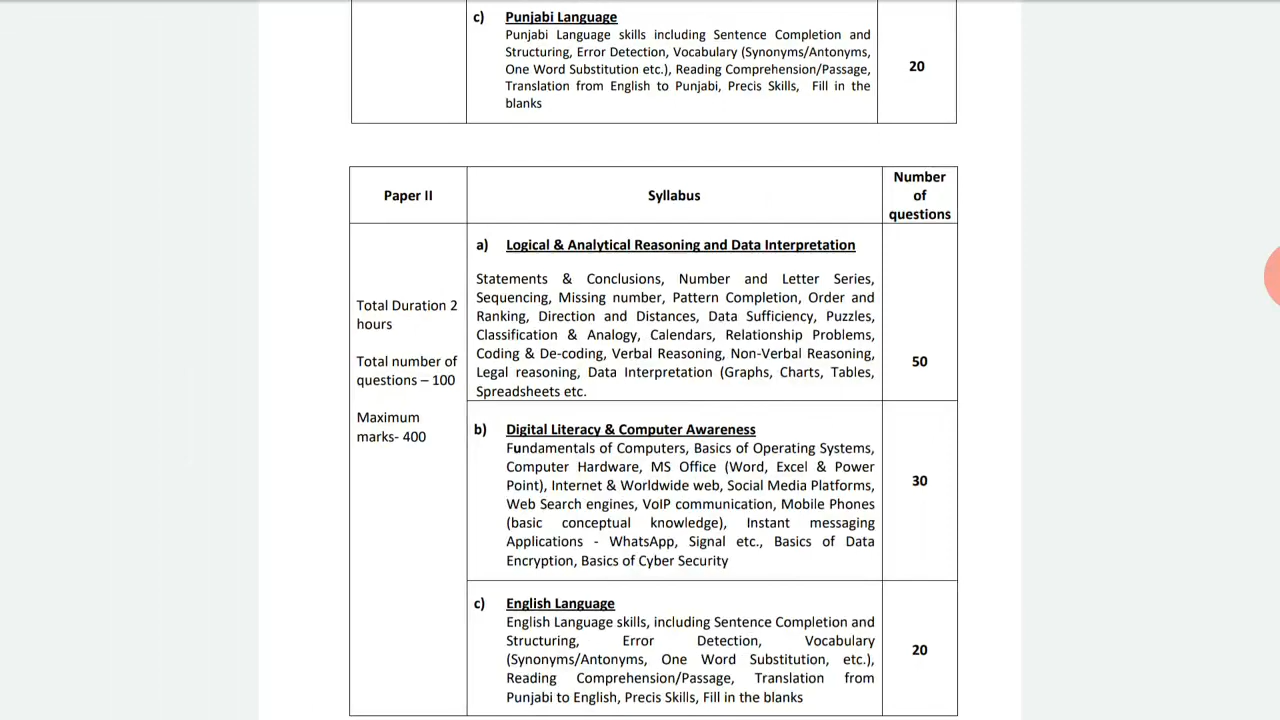 c) Punjabi Language
Punjabi Language skills including Sentence Completion and
Structuring, Error Detection, Vocabulary (Synonyms/Antonyms,
One Word Substitution etc.), Reading Comprehension/Passage,
Translation from English to Punjabi, Precis Skills, Fill in the
blanks
20
Paper II
Syllabus
Number
of
questions
Total Duration 2
hours
Total number of
questions – 100
Maximum
marks- 400
a) Logical & Analytical Reasoning and Data Interpretation
Statements & Conclusions, Number and Letter Series,
Sequencing, Missing number, Pattern Completion, Order and
Ranking, Direction and Distances, Data Sufficiency, Puzzles,
Classification & Analogy, Calendars, Relationship Problems,
Coding & De-coding, Verbal Reasoning, Non-Verbal Reasoning,
Legal reasoning, Data Interpretation (Graphs, Charts, Tables,
Spreadsheets etc.
50
b) Digital Literacy & Computer Awareness
Fundamentals of Computers, Basics of Operating Systems,
Computer Hardware, MS Office (Word, Excel & Power
Point), Internet & Worldwide web, Social Media Platforms,
Web Search engines, VoIP communication, Mobile Phones
(basic conceptual knowledge), Instant messaging
Applications - WhatsApp, Signal etc., Basics of Data
Encryption, Basics of Cyber Security
30
c) English Language
English Language skills, including Sentence Completion and
Structuring, Error Detection, Vocabulary
(Synonyms/Antonyms, One Word Substitution, etc.),
Reading Comprehension/Passage, Translation from
Punjabi to English, Precis Skills, Fill in the blanks
20